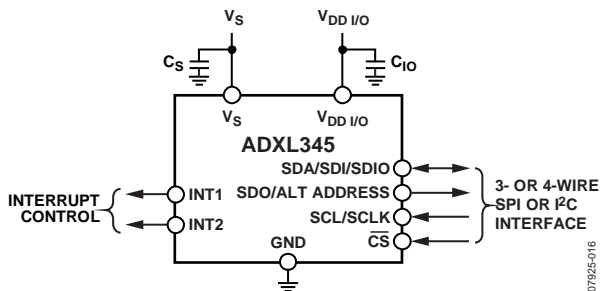 VS
VDD I/O
CS
CIO
VS
VDD I/O
ADXL345
SDA/SDI/SDIO
SDO/ALT ADDRESS
SCL/SCLK
CS
INT1
INT2
GND
INTERRUPT
CONTROL
3- OR 4-WIRE
SPI OR I2C
INTERFACE
07925-016